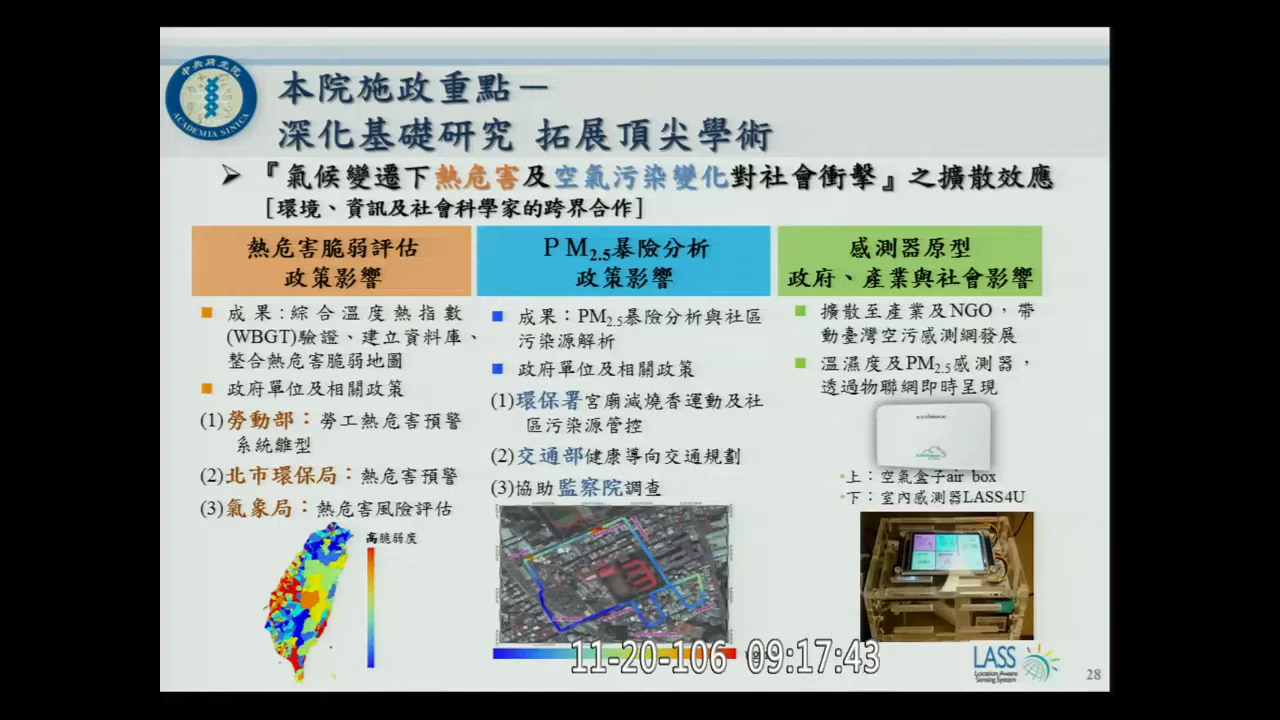 中央研究院
ACADEMIA SINICA
本院施政重點－
深化基礎研究 拓展頂尖學術
『氣候變遷下熱危害及空氣污染變化對社會衝擊』之擴散效應
[環境、資訊及社會科學家的跨界合作]
熱危害脆弱評估
政策影響
成果:綜合溫度熱指數
(WBGT)驗證、建立資料庫、
整合熱危害脆弱地圖
政府單位及相關政策
(1)勞動部：勞工熱危害預警
系統雛型
(2)北市環保局：熱危害預警
(3)氣象局：熱危害風險評估
高脆弱度
ＰＭ2.5暴險分析
政策影響
成果：PM2.5暴險分析與社區
污染源解析
政府單位及相關政策
(1)環保署宮廟減燒香運動及社
區污染源管控
(2)交通部健康導向交通規劃
(3)協助監察院調查
感測器原型
政府、產業與社會影響
擴散至產業及NGO，帶
動臺灣空污感測網發展
溫濕度及PM2.5感測器，
透過物聯網即時呈現
上：空氣盒子air box
下：室內感測器LASS4U
LASS
Location Aware
Sensing System
28
11-20-106 09:17:43